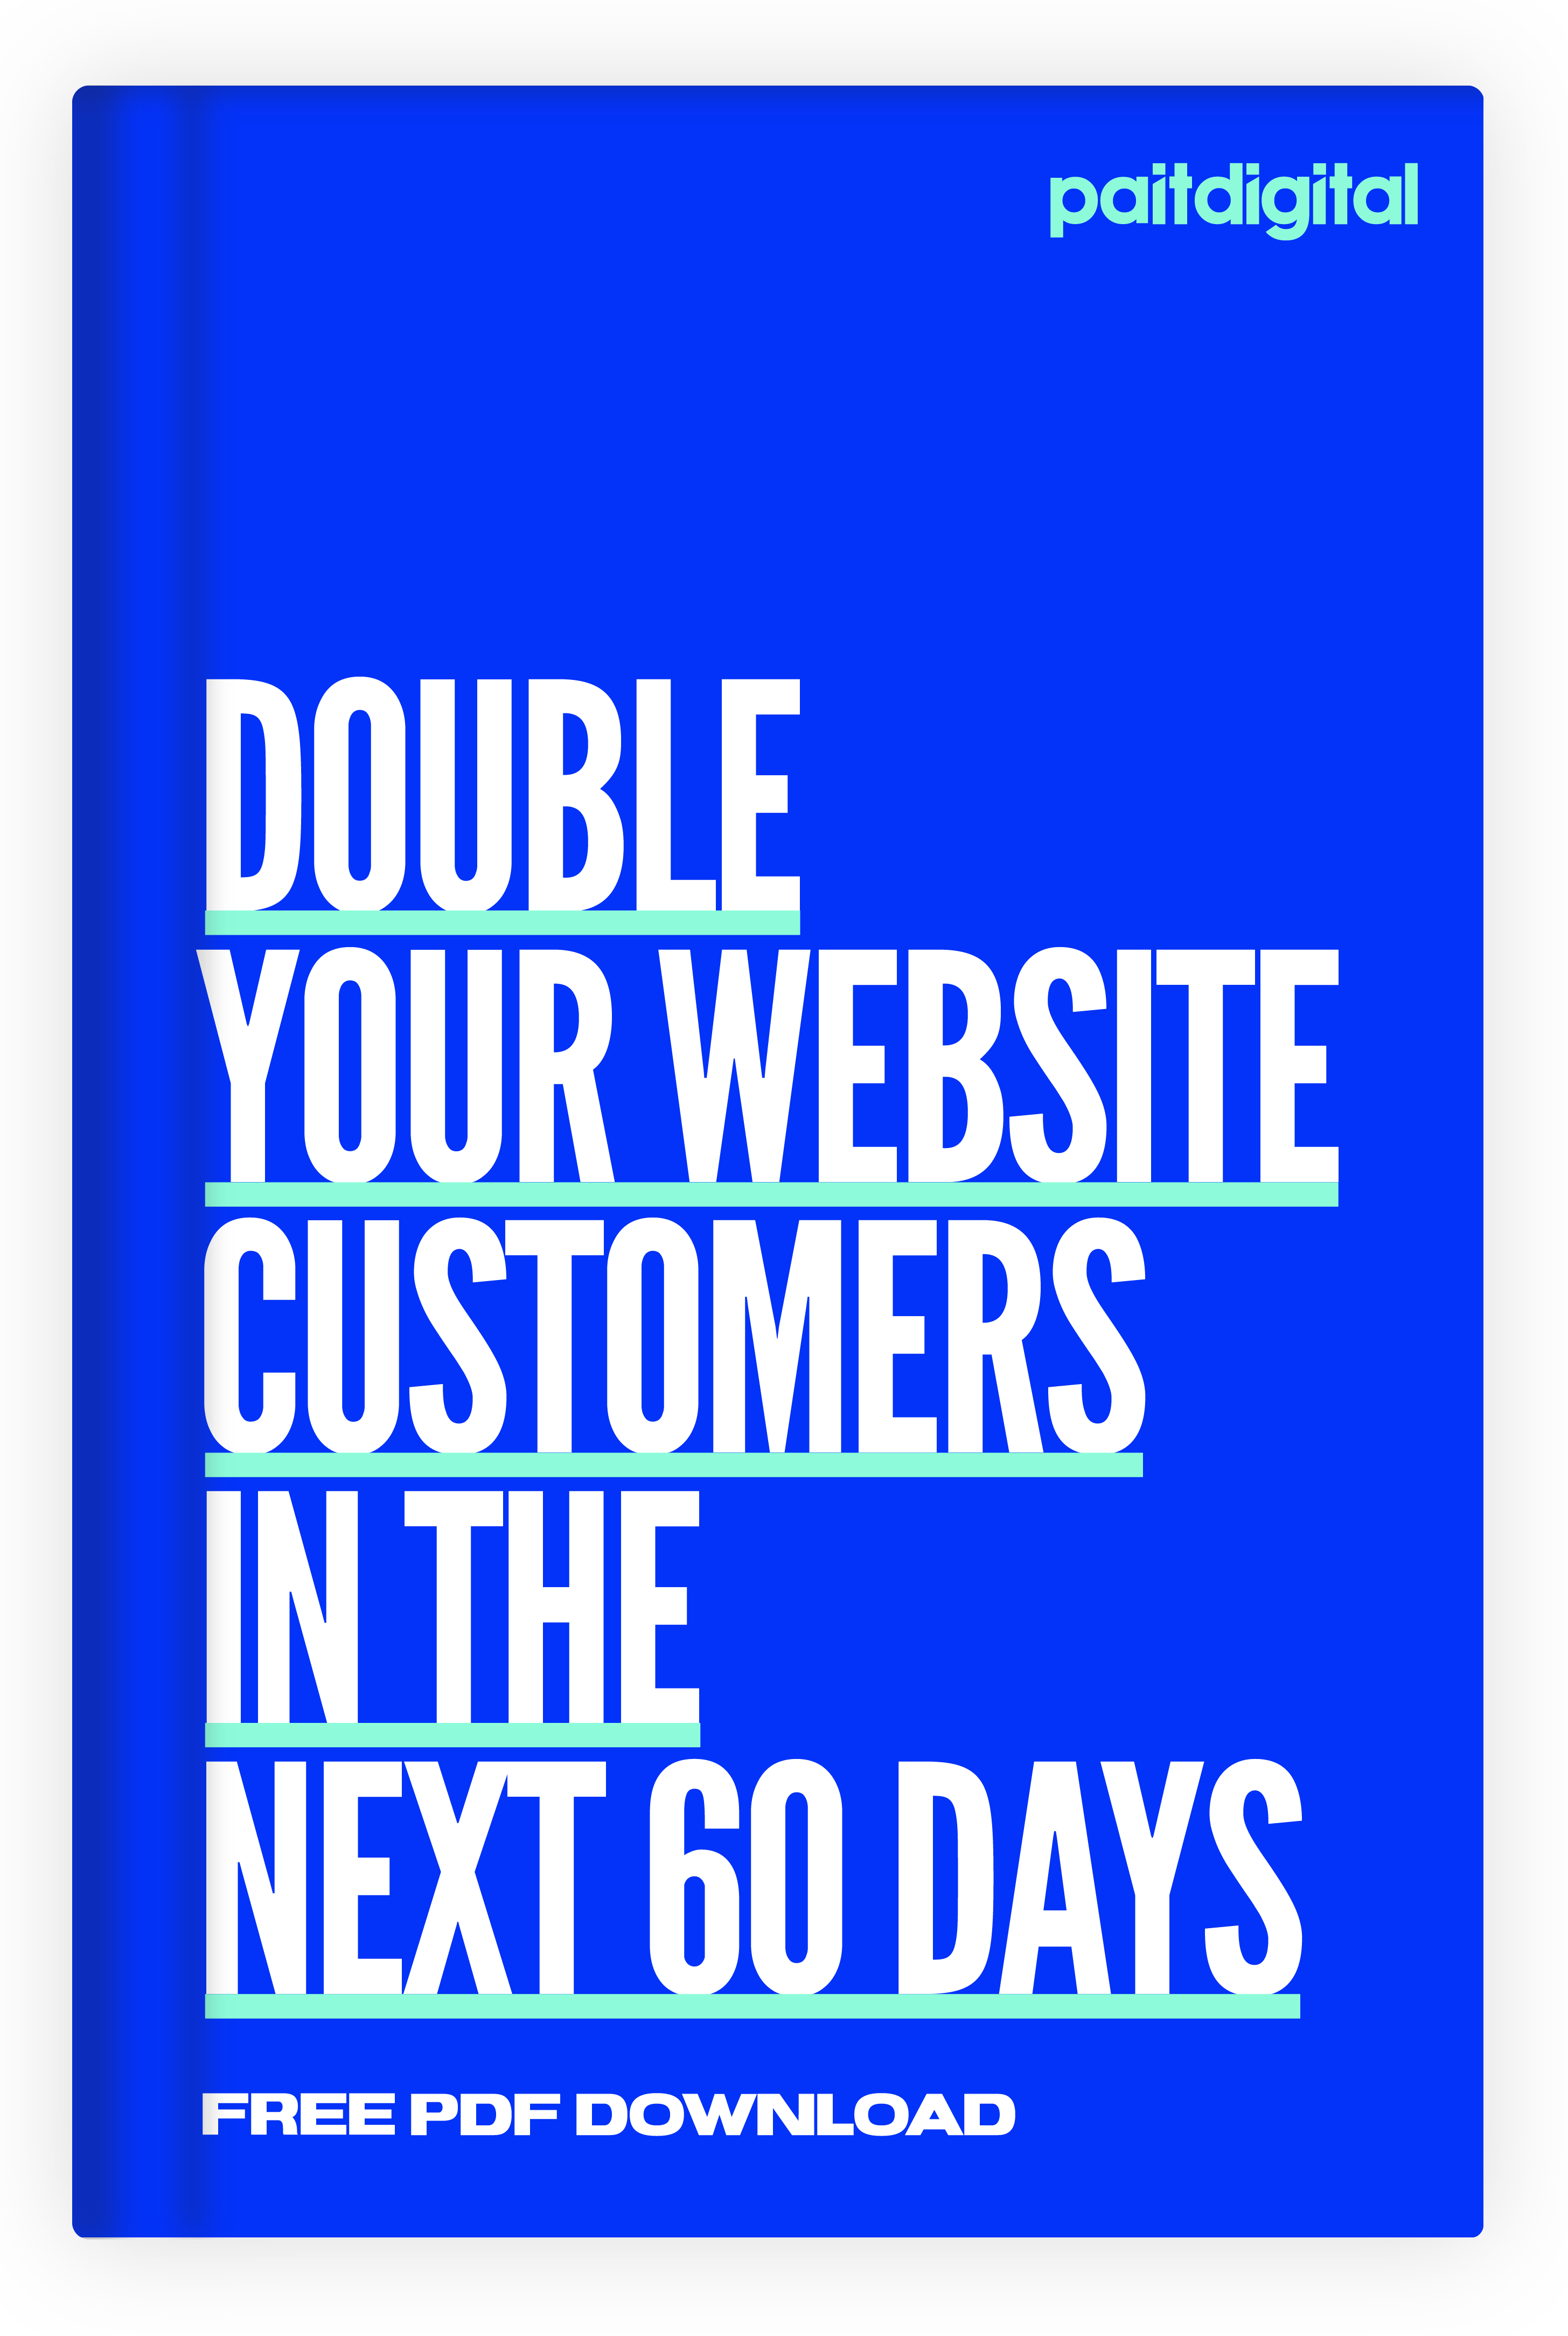 paitdigital
DOUBLE
YOUR WEBSITE
CUSTOMERS
IN THE
NEXT 60 DAYS
FREE PDF DOWNLOAD